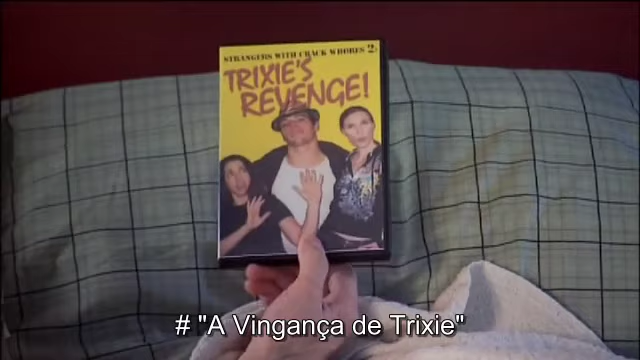 STRANGERS WITH CRACK WHORES 2:
TRIXIE'S
REVENGE!
# "A Vingança de Trixie"